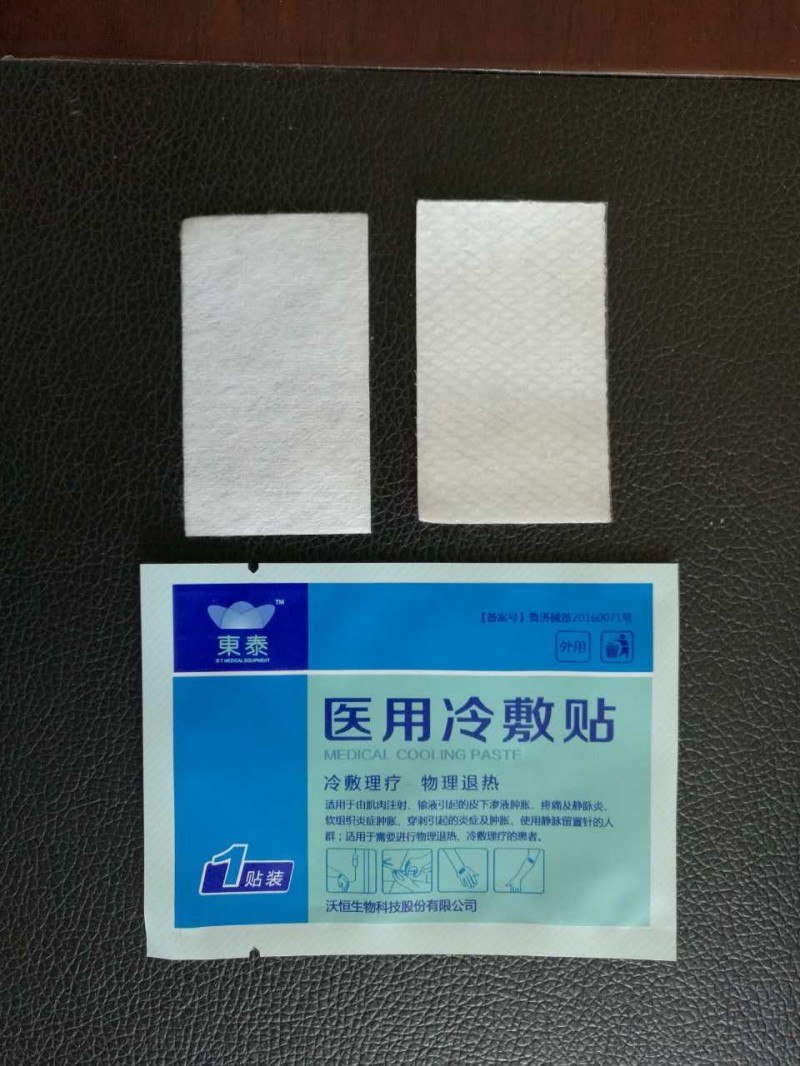 【备案号】鲁济械备20160071号
TM
東泰
D T MEDICAL EQUIPMENT
外用
医用冷敷贴
MEDICAL COOLING PASTE
冷敷理疗 物理退热
适用于由肌肉注射、输液引起的皮下渗液肿胀、疼痛及静脉炎、
软组织炎症肿胀、穿刺引起的炎症及肿胀、使用静脉留置针的人
群；适用于需要进行物理退热、冷敷理疗的患者。
1贴装
沃恒生物科技股份有限公司